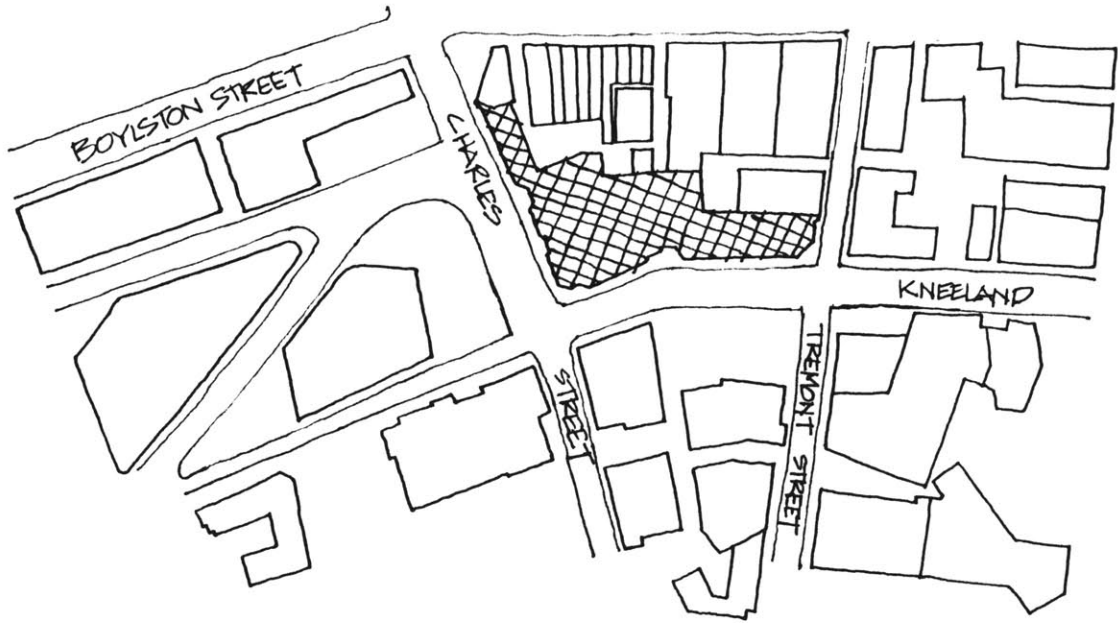 BOYLSTON STREET
CHARLES
STREET
KNEELAND
TREMONT STREET